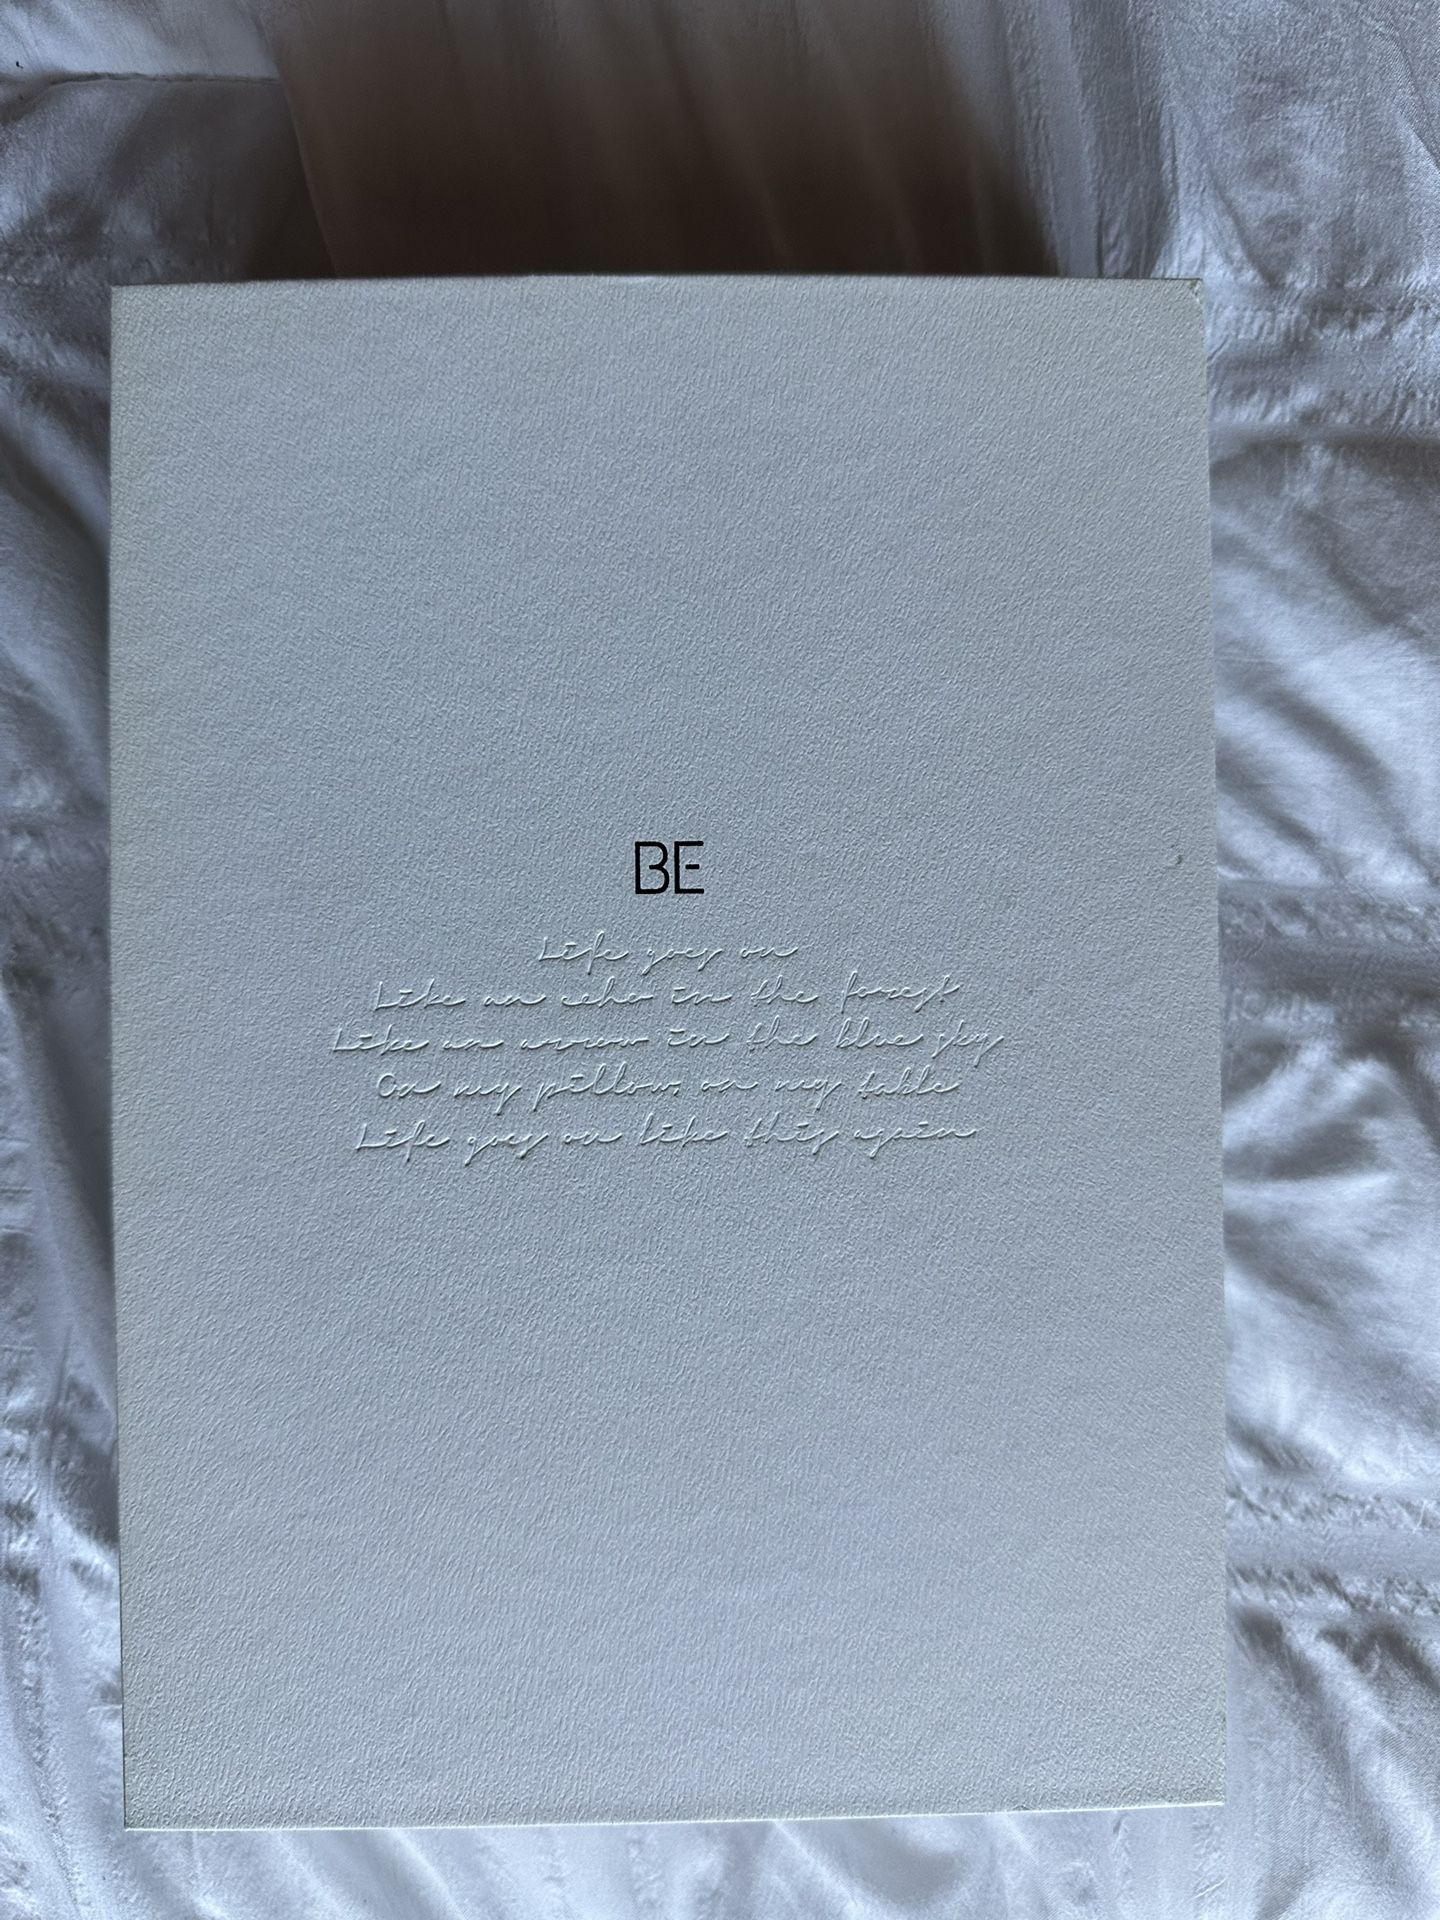 BE
Life goes on
Like an echo in the forest
Like an arrow in the blue sky
On my pillow, on my table
Life goes on like this again